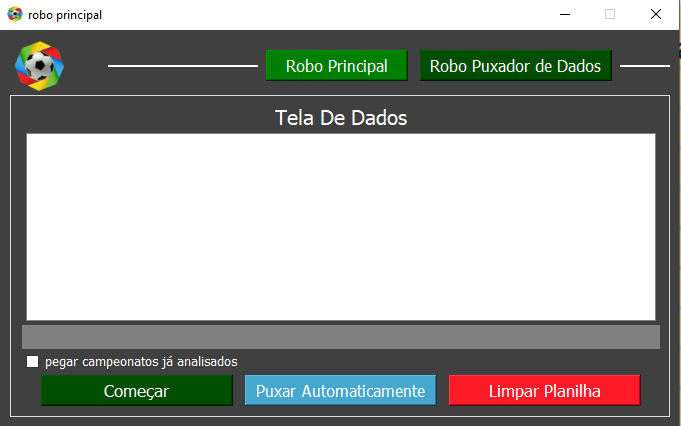 robo principal
Robo Principal
Robo Puxador de Dados
Tela De Dados
pegar campeonatos já analisados
Começar
Puxar Automaticamente
Limpar Planilha